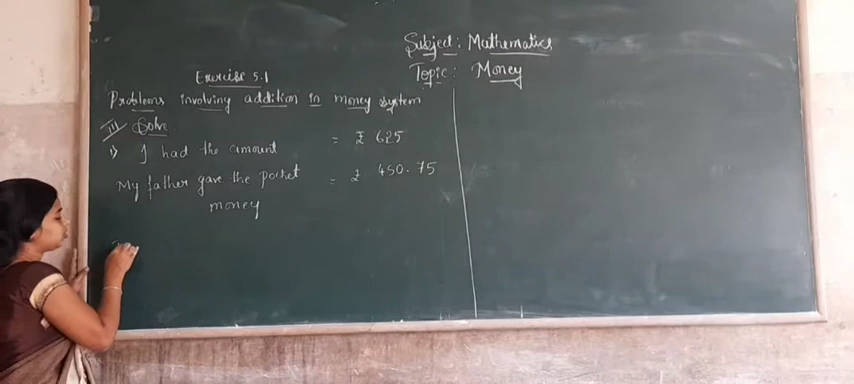 Subject: Mathematics
Topic: Money
Exercise 5.1
Problems involving addition in money system
III Solve
1) I had the amount = ₹ 625
My father gave the pocket = ₹ 450.75
money